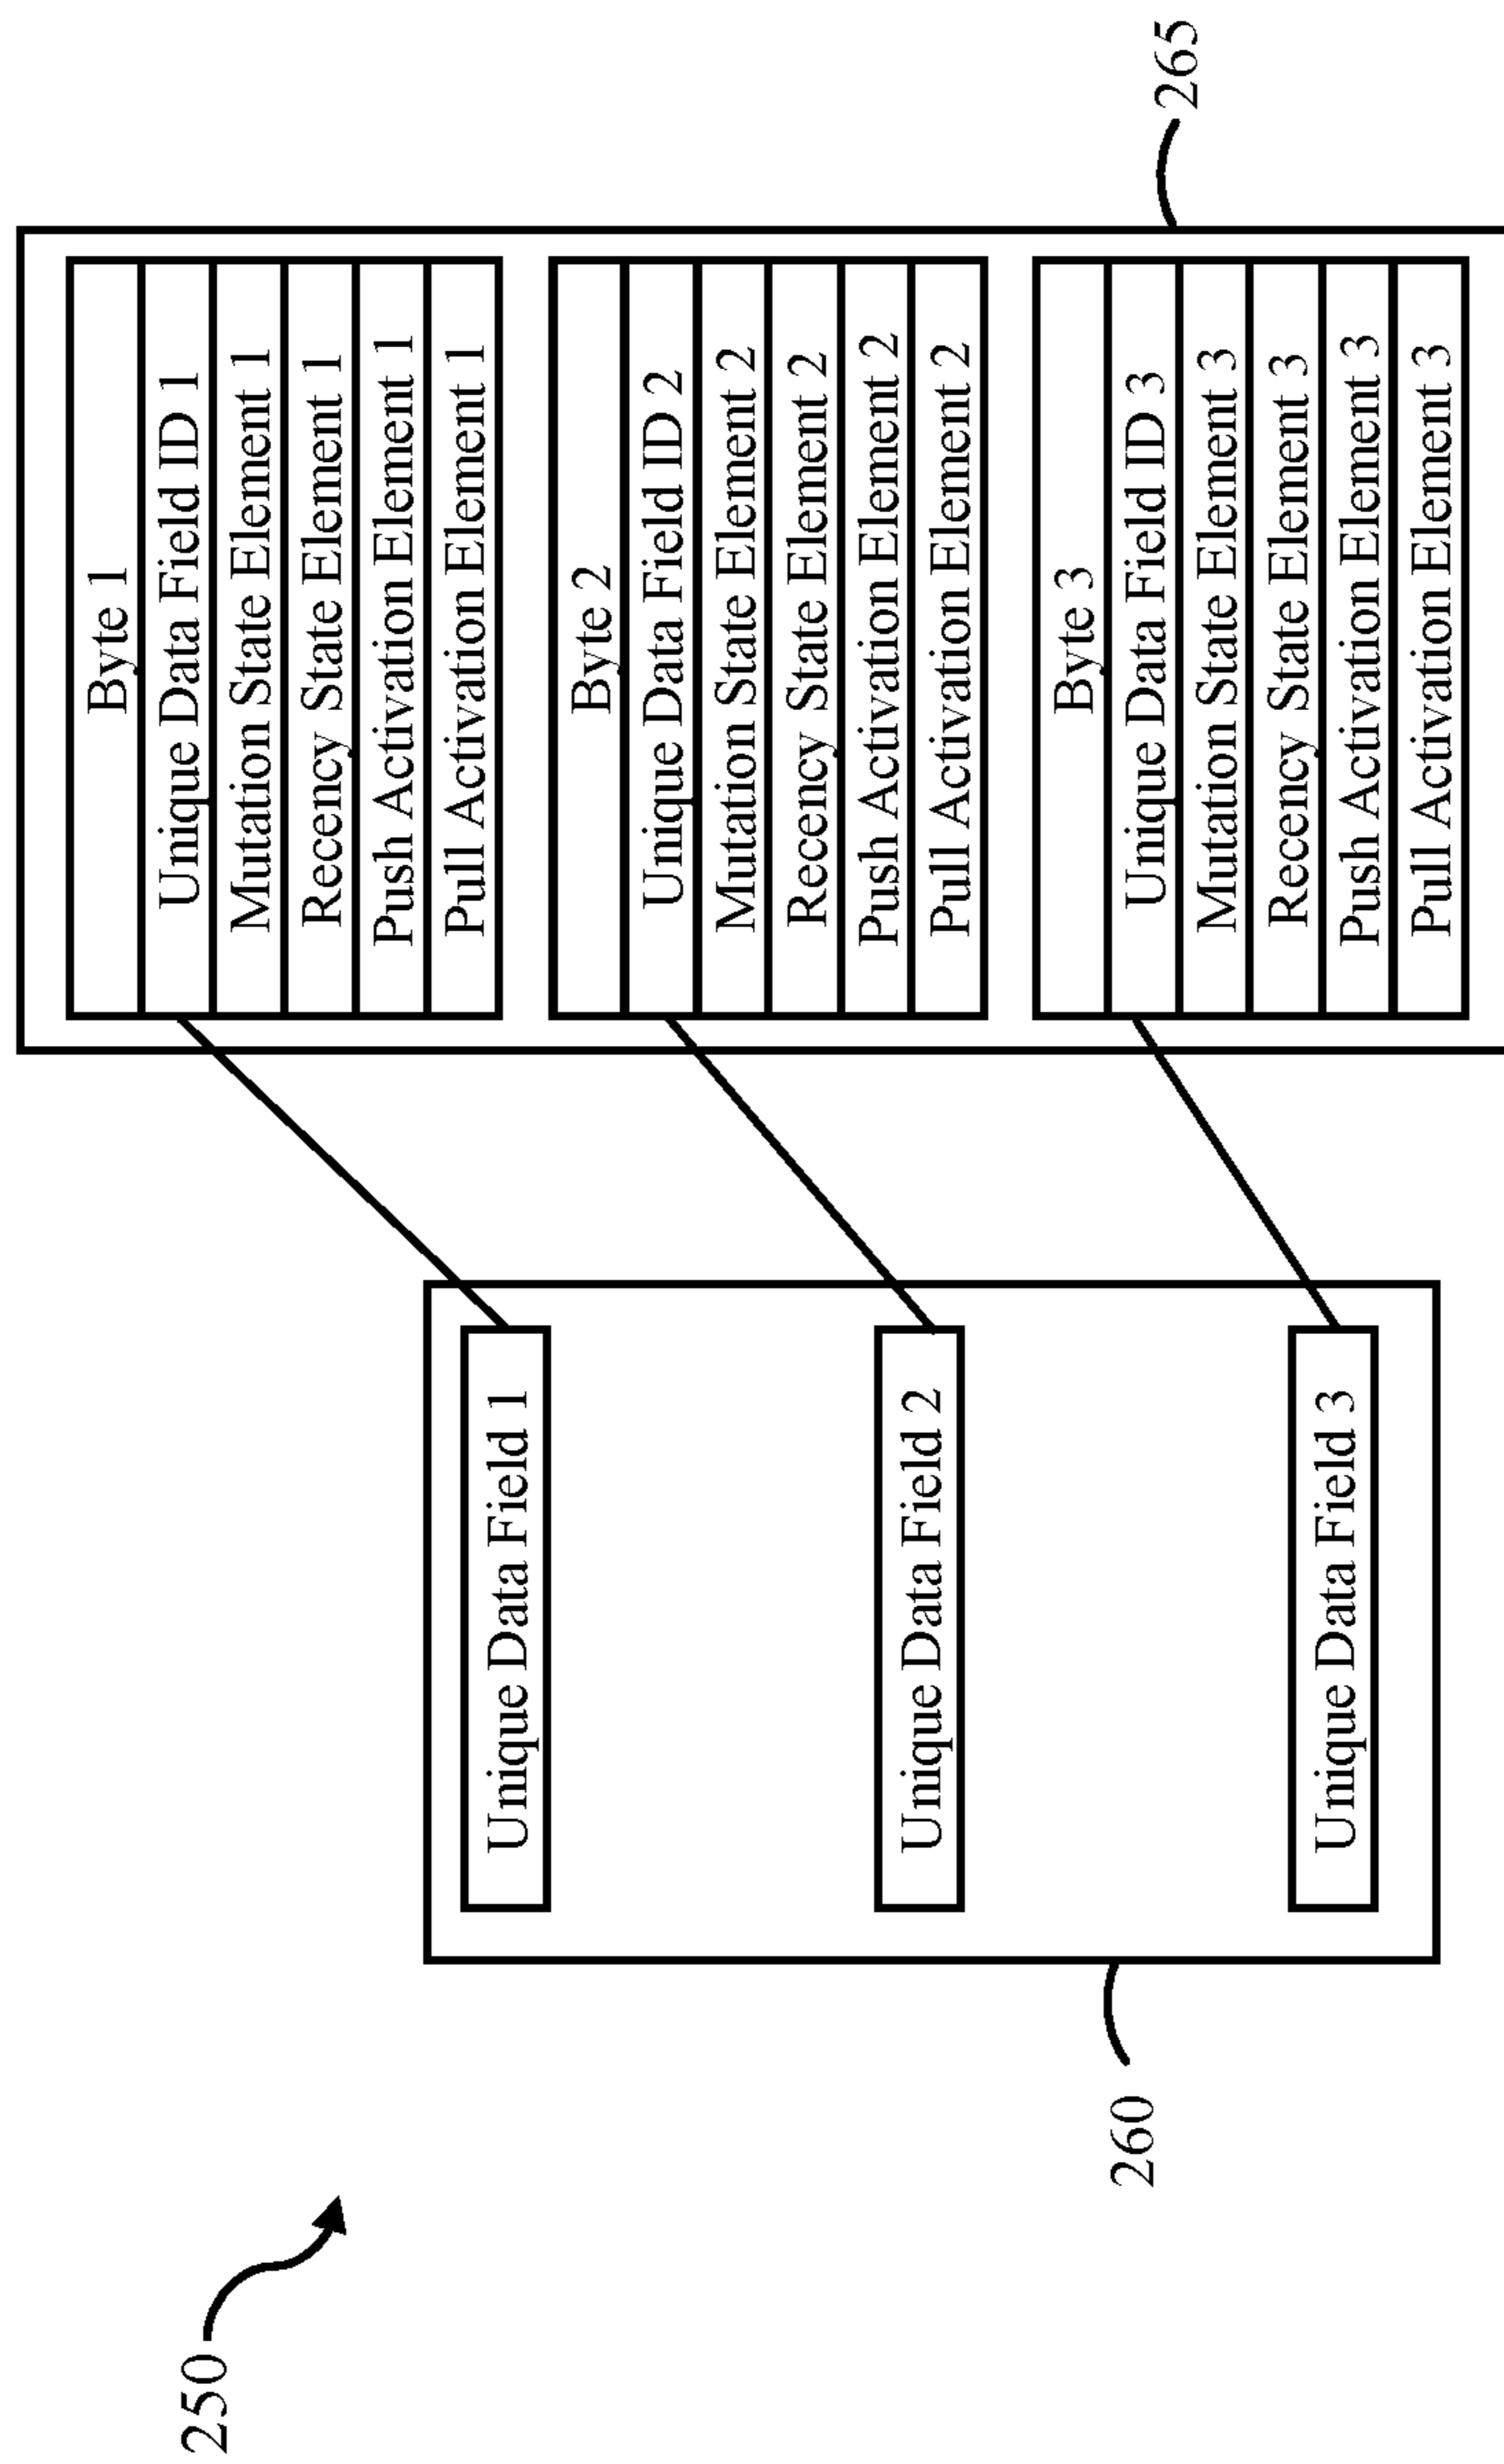 250
260
Unique Data Field 1
Unique Data Field 2
Unique Data Field 3
265
Byte 1
Unique Data Field ID 1
Mutation State Element 1
Recency State Element 1
Push Activation Element 1
Pull Activation Element 1
Byte 2
Unique Data Field ID 2
Mutation State Element 2
Recency State Element 2
Push Activation Element 2
Pull Activation Element 2
Byte 3
Unique Data Field ID 3
Mutation State Element 3
Recency State Element 3
Push Activation Element 3
Pull Activation Element 3